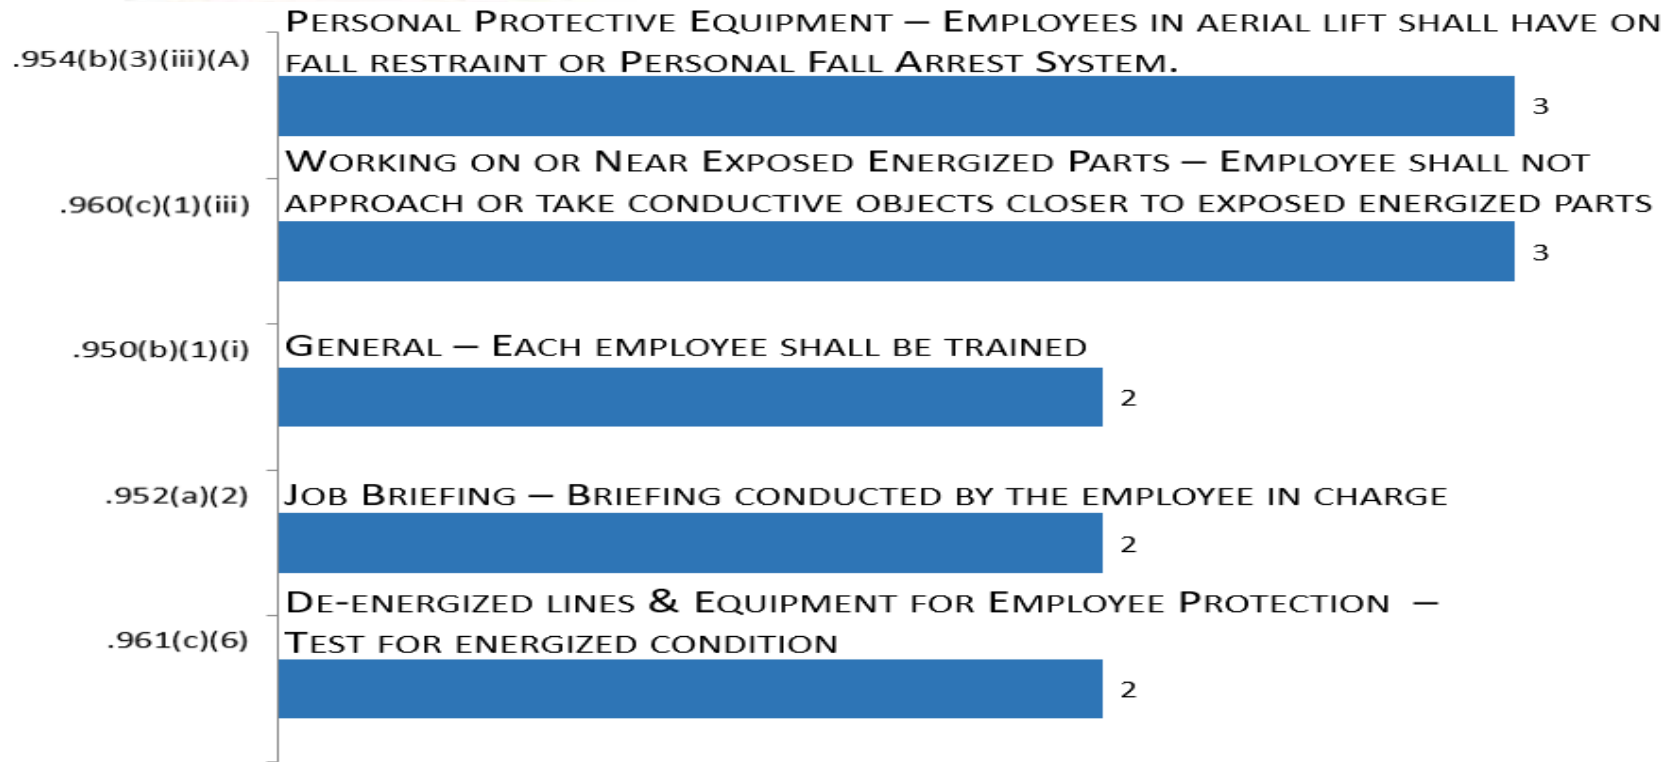 PERSONAL PROTECTIVE EQUIPMENT – EMPLOYEES IN AERIAL LIFT SHALL HAVE ON
.954(b)(3)(iii)(A)
FALL RESTRAINT OR PERSONAL FALL ARREST SYSTEM.
3
WORKING ON OR NEAR EXPOSED ENERGIZED PARTS – EMPLOYEE SHALL NOT
.960(c)(1)(iii)
APPROACH OR TAKE CONDUCTIVE OBJECTS CLOSER TO EXPOSED ENERGIZED PARTS
3
.950(b)(1)(i)
GENERAL – EACH EMPLOYEE SHALL BE TRAINED
2
.952(a)(2)
JOB BRIEFING – BRIEFING CONDUCTED BY THE EMPLOYEE IN CHARGE
2
DE-ENERGIZED LINES & EQUIPMENT FOR EMPLOYEE PROTECTION –
.961(c)(6)
TEST FOR ENERGIZED CONDITION
2